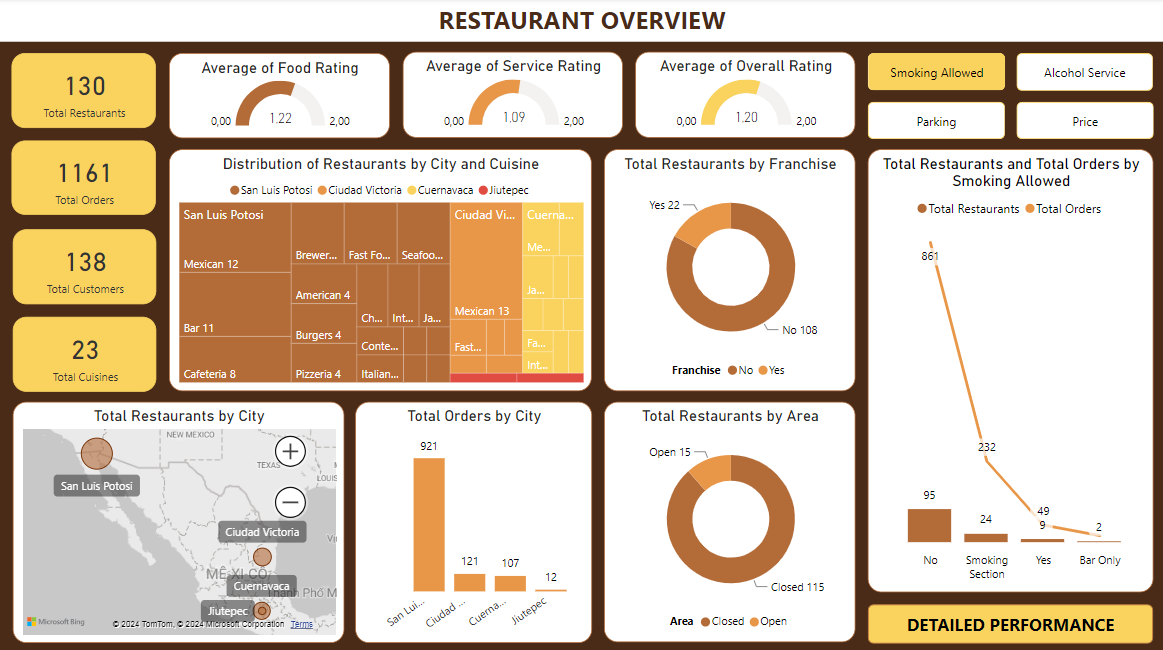 RESTAURANT OVERVIEW
130
Total Restaurants
1161
Total Orders
138
Total Customers
23
Total Cuisines
Average of Food Rating
1.22
0,00
2,00
Average of Service Rating
1.09
0,00
2,00
Average of Overall Rating
1.20
0,00
2,00
Smoking Allowed
Alcohol Service
Parking
Price
Distribution of Restaurants by City and Cuisine
San Luis Potosi
Ciudad Victoria
Cuernavaca
Jiutepec
San Luis Potosi
Mexican 12
Bar 11
Cafeteria 8
Brewer...
Fast Fo...
Seafoo...
American 4
Burgers 4
Pizzeria 4
Ch...
Int...
Ja...
Conte...
Italian...
Ciudad Vi...
Mexican 13
Fast...
Cuerna...
Me...
Ja...
Fa...
Int...
Total Restaurants by Franchise
Yes 22
No 108
Franchise
No
Yes
Total Restaurants and Total Orders by
Smoking Allowed
Total Restaurants
Total Orders
861
232
49
2
95
24
9
No
Smoking
Section
Yes
Bar Only
Total Restaurants by City
NEW MEXICO
TEXAS
LOUIS
San Luis Potosi
Ciudad Victoria
MÊ-XI-CÔ
Cuernavaca
Thành Phố M
Jiutepec
Microsoft Bing
© 2024 TomTom, © 2024 Microsoft Corporation Terms
Total Orders by City
921
121
107
12
San Lui...
Ciudad ...
Cuerna...
Jiutepec
Total Restaurants by Area
Open 15
Closed 115
Area
Closed
Open
DETAILED PERFORMANCE